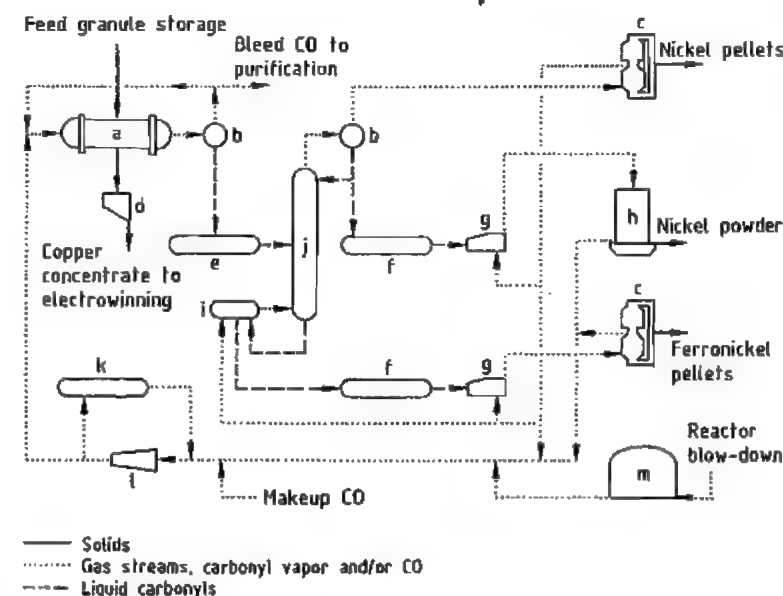 Feed granule storage
Bleed CO to
purification
c
Nickel pellets
a
b
b
d
h
Nickel powder
g
e
j
f
Copper
concentrate to
electrowinning
i
c
Ferronickel
pellets
k
f
g
Reactor
blow-down
l
m
Makeup CO
Solids
Gas streams, carbonyl vapor and/or CO
Liquid carbonyls